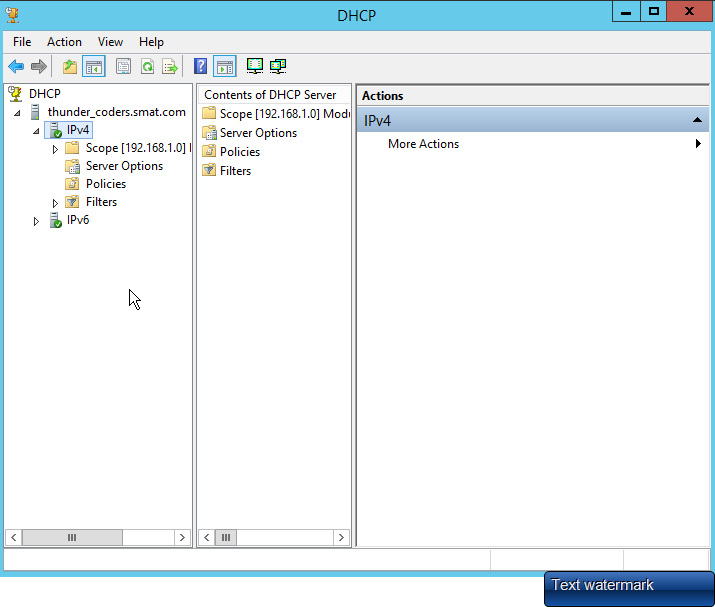 DHCP
File Action View Help
DHCP
thunder_coders.smat.com
IPv4
Scope [192.168.1.0]
Server Options
Policies
Filters
IPv6
Contents of DHCP Server
Scope [192.168.1.0]
Server Options
Policies
Filters
Actions
IPv4
More Actions
Text watermark